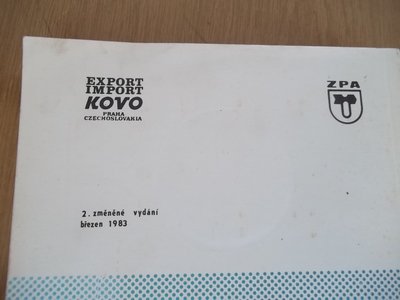 EXPORT
IMPORT
KOVO
PRAHA
CZECHOSLOVAKIA
ZPA
2. změněné vydání
březen 1983